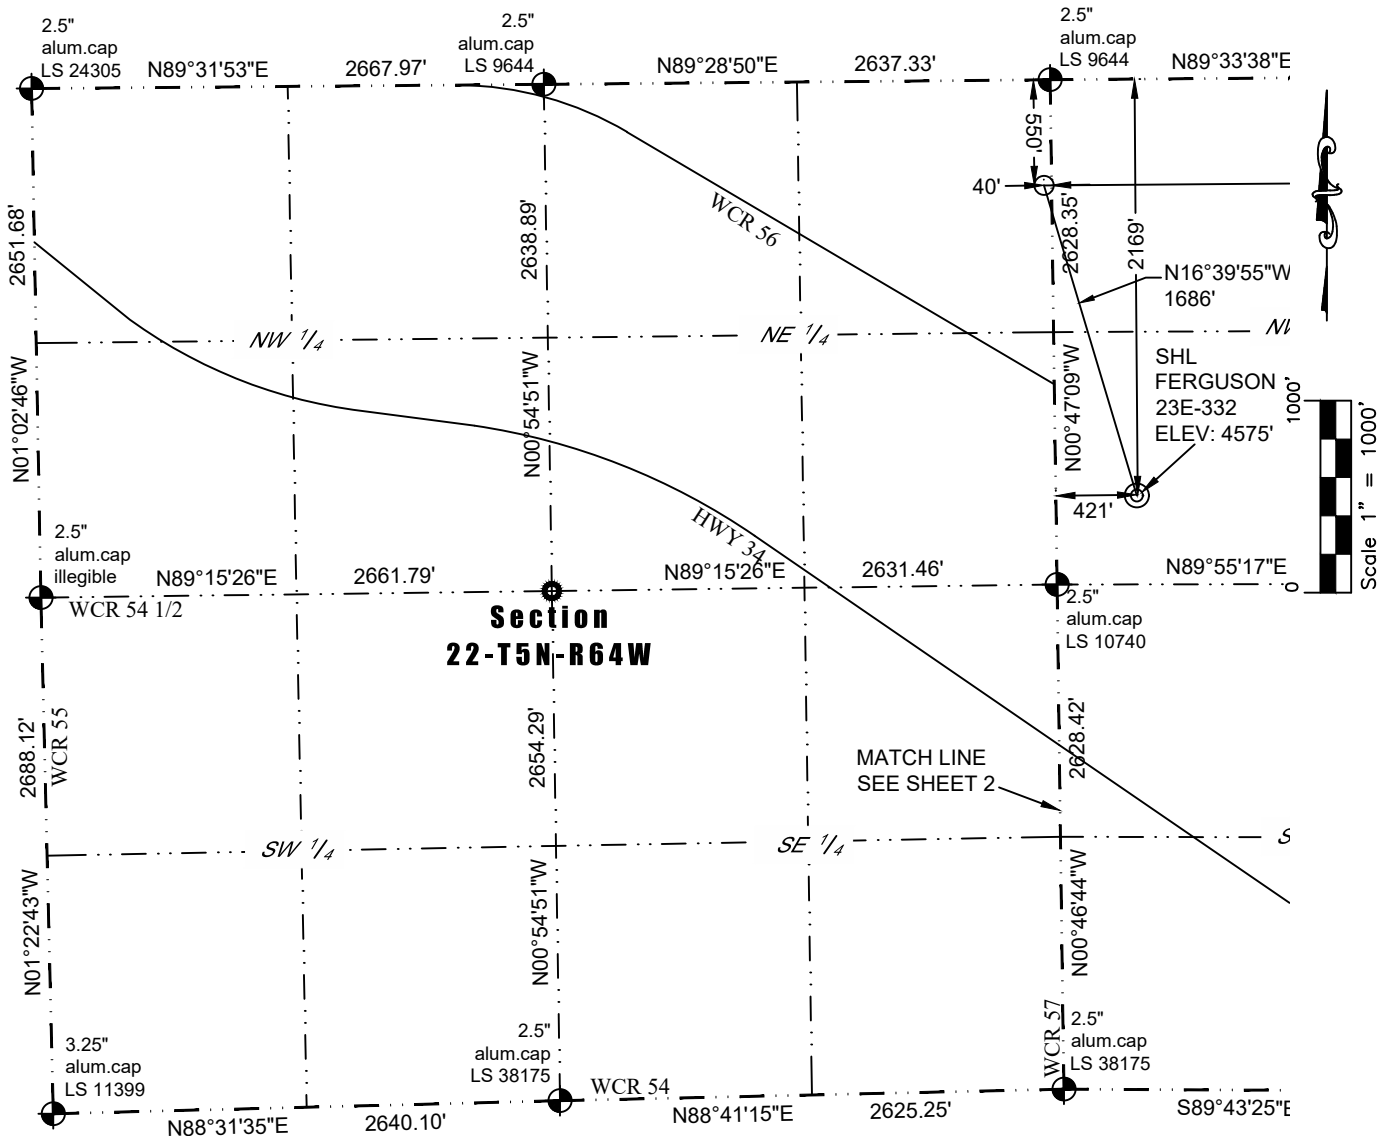 2.5"
alum.cap
LS 24305
N89°31'53"E
2667.97'
2.5"
alum.cap
LS 9644
N89°28'50"E
2637.33'
2.5"
alum.cap
LS 9644
N89°33'38"E
550'
40'
2651.68'
2638.89'
WCR 56
2628.35'
2169'
N16°39'55"W
1686'
NW 1/4
NE 1/4
SHL
FERGUSON
23E-332
ELEV: 4575'
N01°02'46"W
N00°54'51"W
N00°47'09"W
1000'
0
Scale 1" = 1000'
421'
HWY 34
2.5"
alum.cap
illegible
N89°15'26"E
2661.79'
N89°15'26"E
2631.46'
N89°55'17"E
WCR 54 1/2
Section
22-T5N-R64W
2.5"
alum.cap
LS 10740
2688.12'
WCR 55
2654.29'
2628.42'
MATCH LINE
SEE SHEET 2
SW 1/4
SE 1/4
S
N01°22'43"W
N00°54'51"W
N00°46'44"W
WCR 57
3.25"
alum.cap
LS 11399
2.5"
alum.cap
LS 38175
WCR 54
2.5"
alum.cap
LS 38175
N88°31'35"E
2640.10'
N88°41'15"E
2625.25'
S89°43'25"E